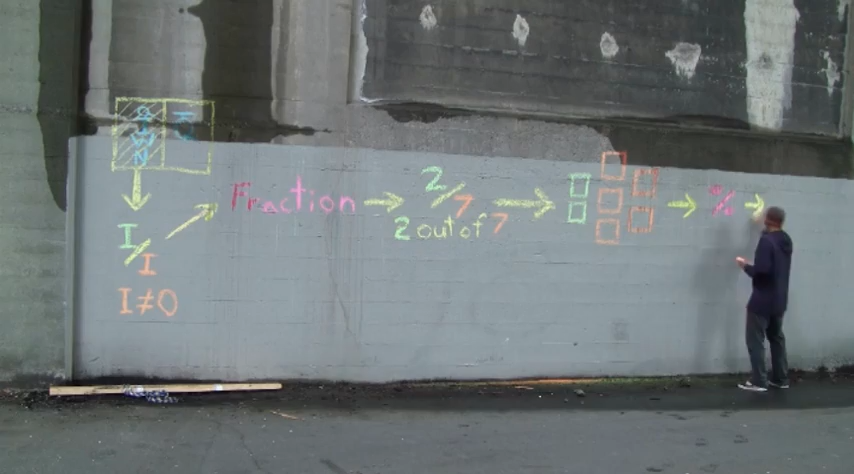 I/I
I≠0
Fraction → 2/7 → → % →
2 out of 7